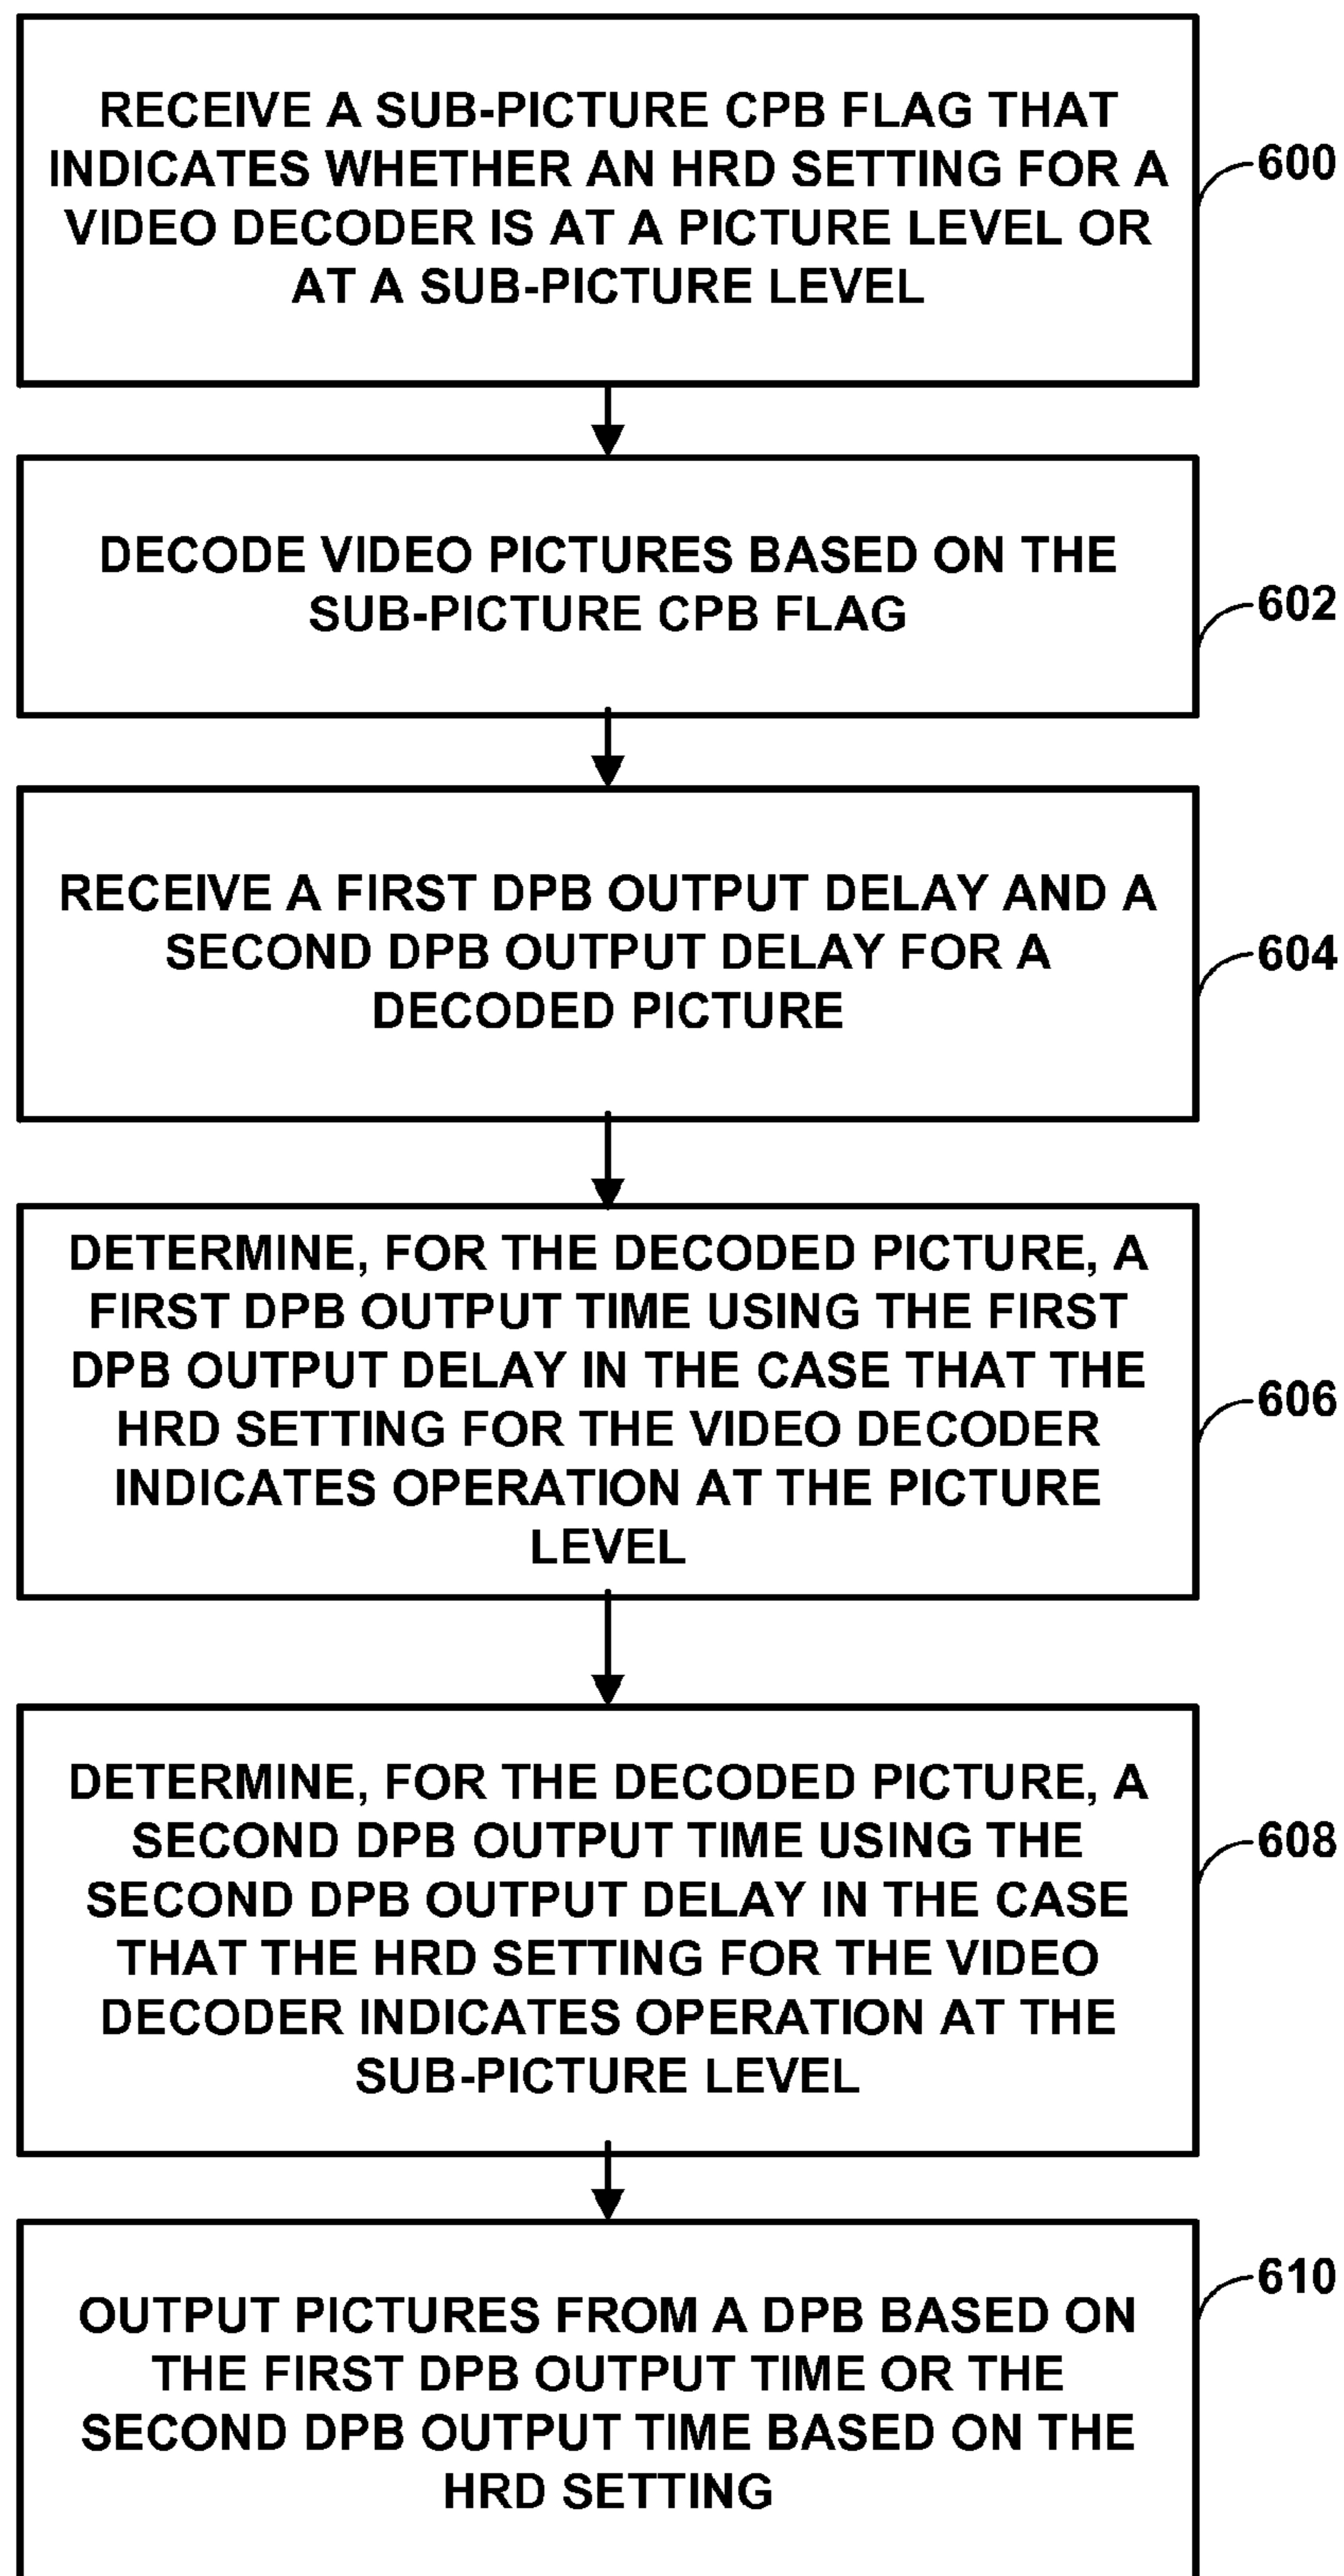 RECEIVE A SUB-PICTURE CPB FLAG THAT
INDICATES WHETHER AN HRD SETTING FOR A
VIDEO DECODER IS AT A PICTURE LEVEL OR
AT A SUB-PICTURE LEVEL
600
DECODE VIDEO PICTURES BASED ON THE
SUB-PICTURE CPB FLAG
602
RECEIVE A FIRST DPB OUTPUT DELAY AND A
SECOND DPB OUTPUT DELAY FOR A
DECODED PICTURE
604
DETERMINE, FOR THE DECODED PICTURE, A
FIRST DPB OUTPUT TIME USING THE FIRST
DPB OUTPUT DELAY IN THE CASE THAT THE
HRD SETTING FOR THE VIDEO DECODER
INDICATES OPERATION AT THE PICTURE
LEVEL
606
DETERMINE, FOR THE DECODED PICTURE, A
SECOND DPB OUTPUT TIME USING THE
SECOND DPB OUTPUT DELAY IN THE CASE
THAT THE HRD SETTING FOR THE VIDEO
DECODER INDICATES OPERATION AT THE
SUB-PICTURE LEVEL
608
OUTPUT PICTURES FROM A DPB BASED ON
THE FIRST DPB OUTPUT TIME OR THE
SECOND DPB OUTPUT TIME BASED ON THE
HRD SETTING
610